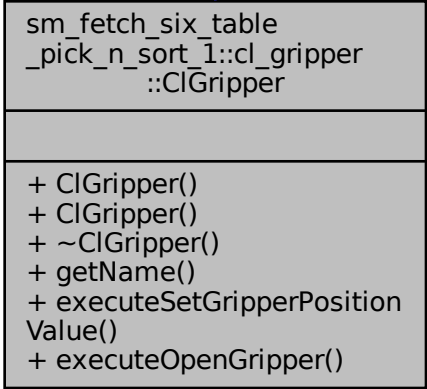 sm_fetch_six_table
_pick_n_sort_1::cl_gripper
::ClGripper
+ ClGripper()
+ ClGripper()
+ ~ClGripper()
+ getName()
+ executeSetGripperPosition
Value()
+ executeOpenGripper()